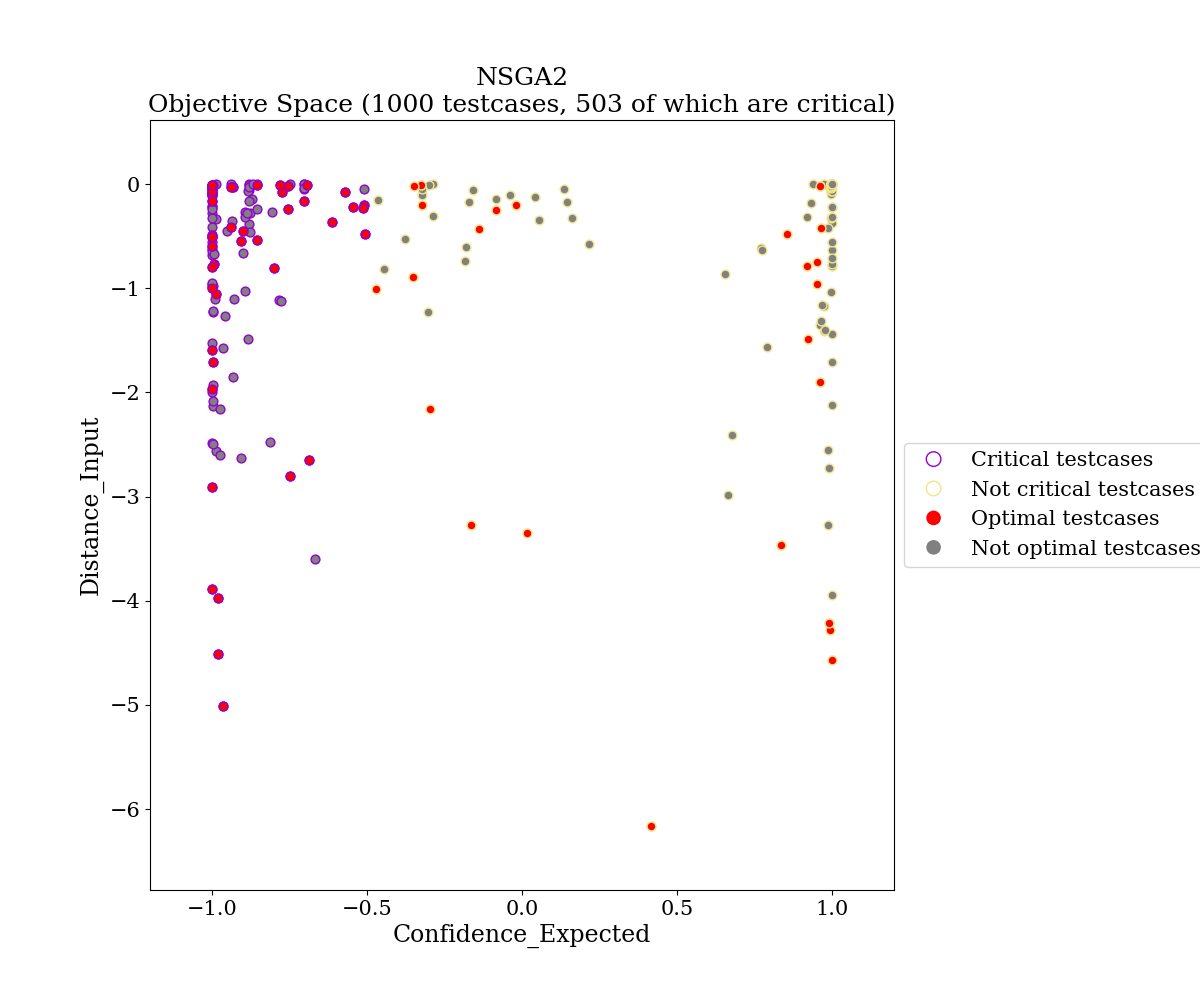 NSGA2
Objective Space (1000 testcases, 503 of which are critical)
0
−1
−2
−3
−4
−5
−6
Distance_Input
−1.0
−0.5
0.0
0.5
1.0
Confidence_Expected
Critical testcases
Not critical testcases
Optimal testcases
Not optimal testcases